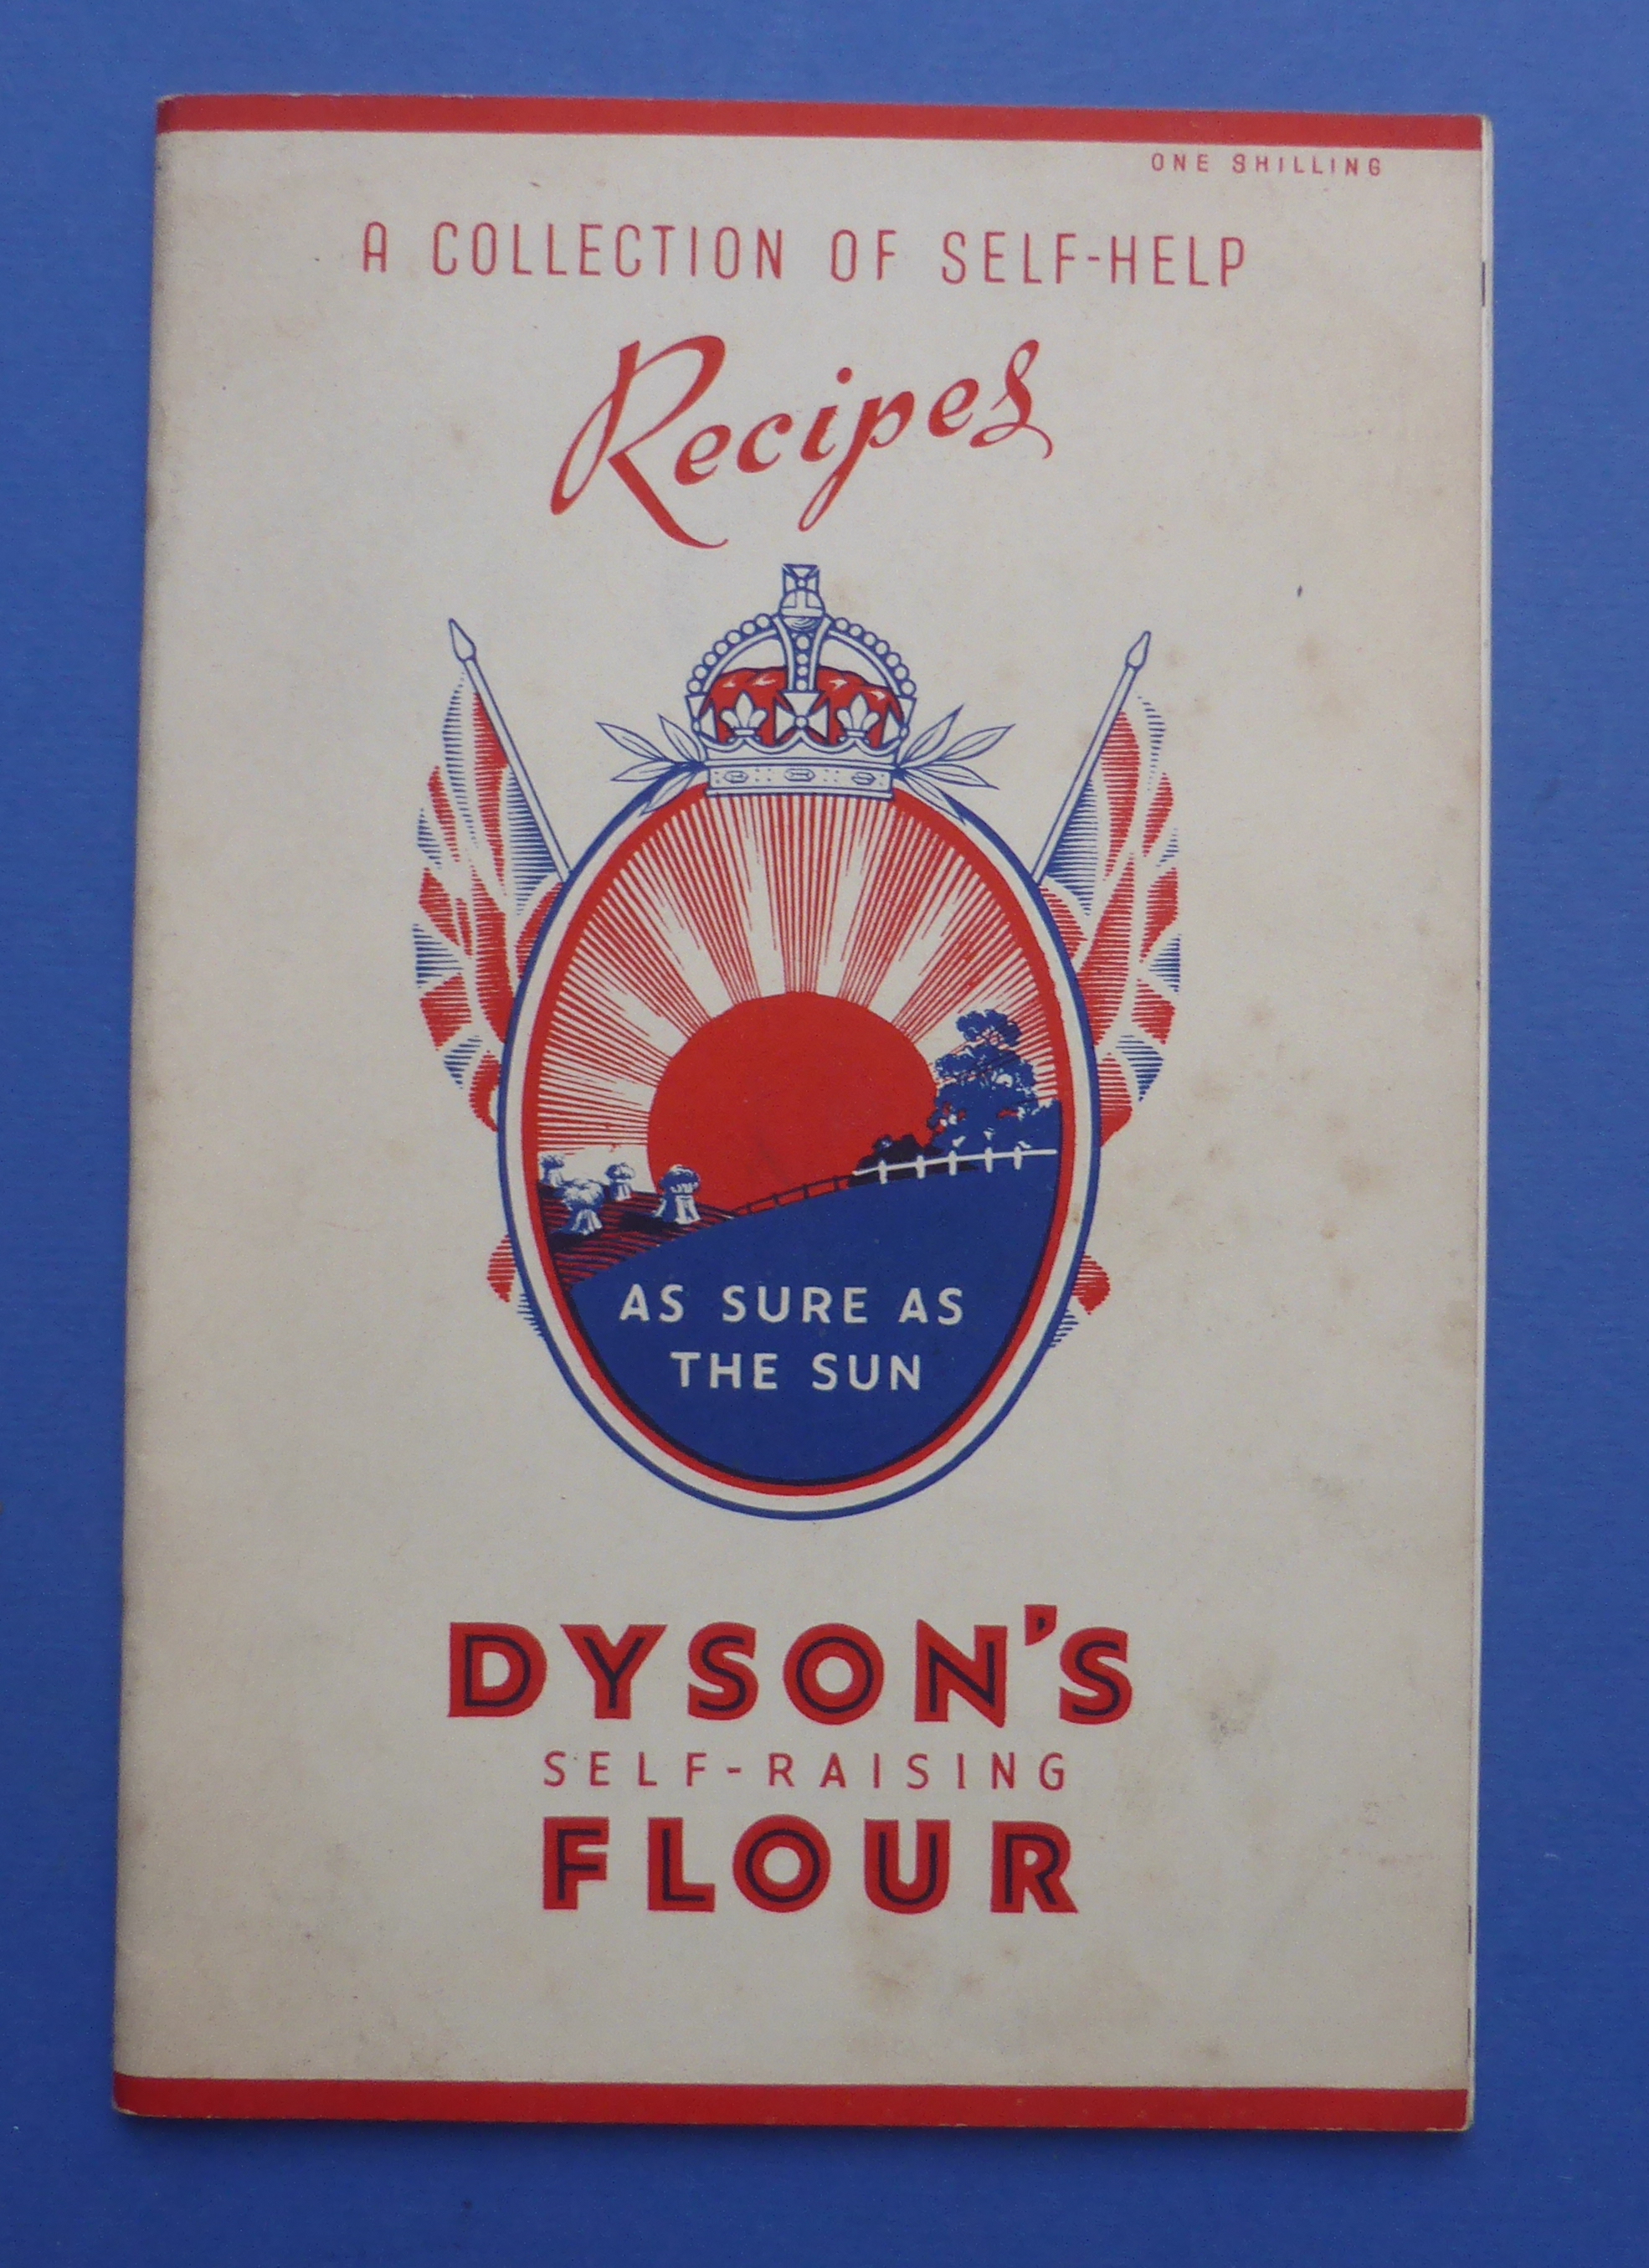 ONE SHILLING
A COLLECTION OF SELF-HELP
Recipes
AS SURE AS
THE SUN
DYSON'S
SELF-RAISING
FLOUR